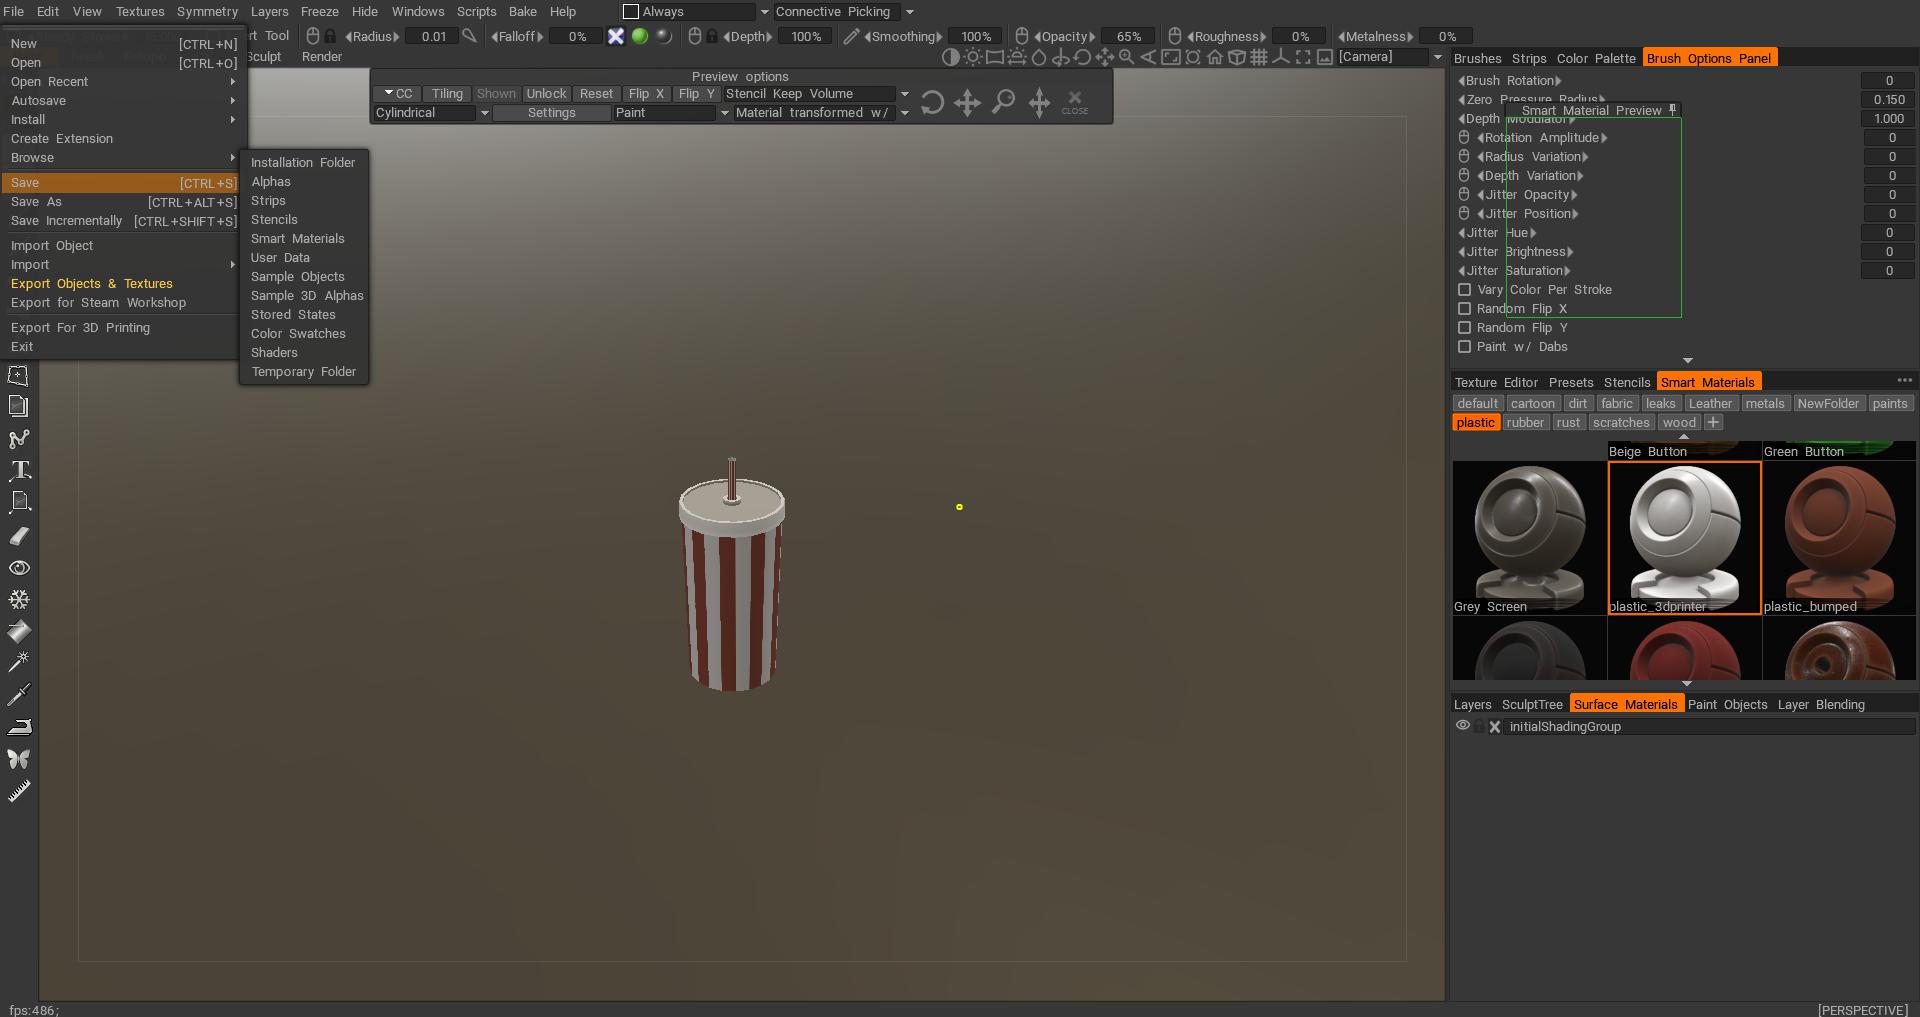 File Edit View Textures Symmetry Layers Freeze Hide Windows Scripts Bake Help Always Connective Picking
rt Tool Radius 0.01 Falloff 0% Depth 100% Smoothing 100% Opacity 65% Roughness 0% Metalness 0%
Sculpt Render [Camera]
New [CTRL+N]
Open [CTRL+O]
Open Recent
Autosave
Install
Create Extension
Browse
Save [CTRL+S]
Save As [CTRL+ALT+S]
Save Incrementally [CTRL+SHIFT+S]
Import Object
Import
Export Objects & Textures
Export for Steam Workshop
Export For 3D Printing
Exit
Installation Folder
Alphas
Strips
Stencils
Smart Materials
User Data
Sample Objects
Sample 3D Alphas
Stored States
Color Swatches
Shaders
Temporary Folder
Preview options
CC Tiling Shown Unlock Reset Flip X Flip Y Stencil Keep Volume
Cylindrical Settings Paint Material transformed w/
CLOSE
Brushes Strips Color Palette Brush Options Panel
Brush Rotation 0
Zero Pressure Radius 0.150
Smart Material Preview
Depth Modulator 1.000
Rotation Amplitude 0
Radius Variation 0
Depth Variation 0
Jitter Opacity 0
Jitter Position 0
Jitter Hue 0
Jitter Brightness 0
Jitter Saturation 0
Vary Color Per Stroke
Random Flip X
Random Flip Y
Paint w/ Dabs
Texture Editor Presets Stencils Smart Materials
default cartoon dirt fabric leaks Leather metals NewFolder paints
plastic rubber rust scratches wood +
Beige Button Green Button
Grey Screen plastic_3dprinter plastic_bumped
Layers SculptTree Surface Materials Paint Objects Layer Blending
initialShadingGroup
fps:486;
[PERSPECTIVE]